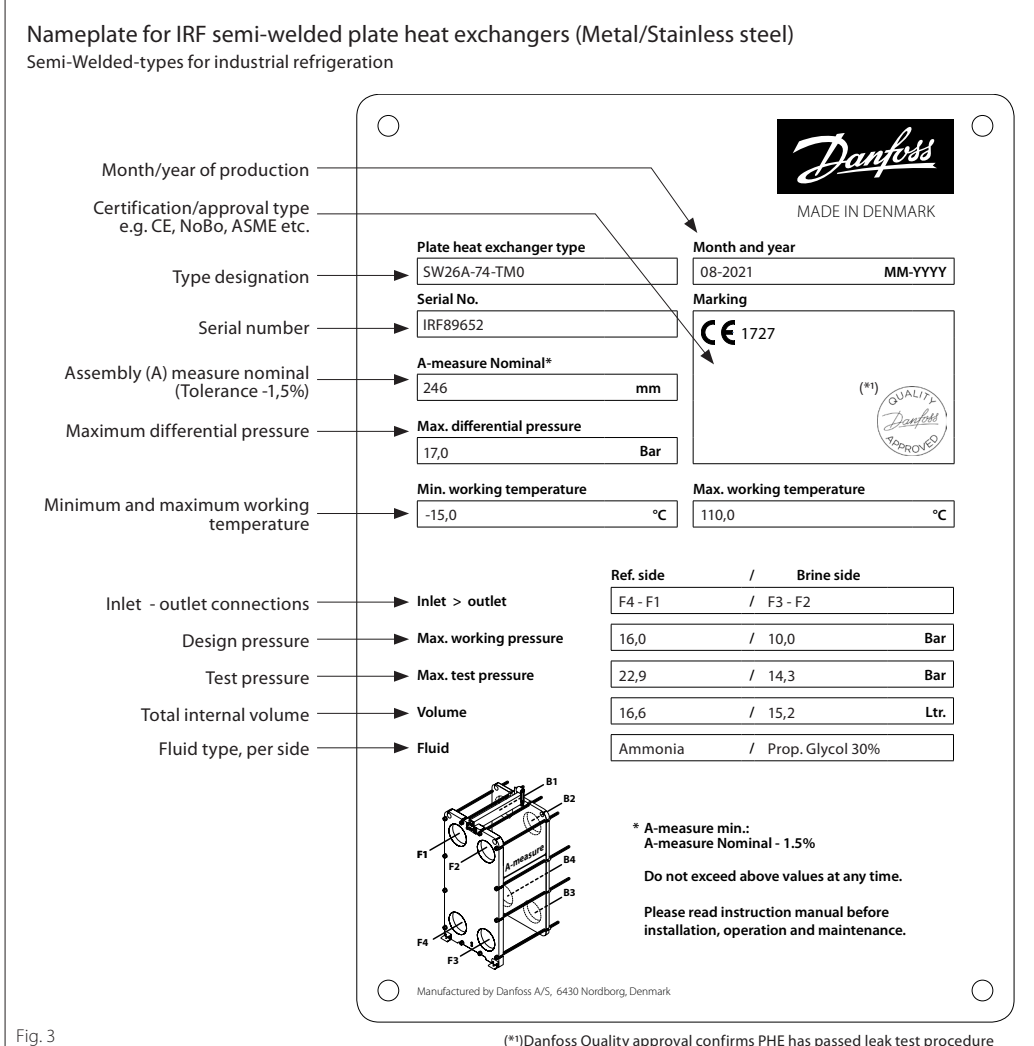 Nameplate for IRF semi-welded plate heat exchangers (Metal/Stainless steel)
Semi-Welded-types for industrial refrigeration
Danfoss
MADE IN DENMARK
Month/year of production
Certification/approval type
e.g. CE, NoBo, ASME etc.
Plate heat exchanger type
Month and year
Type designation
SW26A-74-TM0
08-2021 MM-YYYY
Serial No.
Marking
Serial number
IRF89652
CE 1727
Assembly (A) measure nominal
(Tolerance -1,5%)
A-measure Nominal*
246 mm
(*1)
QUALITY
Danfoss
APPROVED
Maximum differential pressure
Max. differential pressure
17,0 Bar
Minimum and maximum working
temperature
Min. working temperature
Max. working temperature
-15,0 °C
110,0 °C
Ref. side / Brine side
Inlet - outlet connections
Inlet > outlet
F4 - F1 / F3 - F2
Design pressure
Max. working pressure
16,0 / 10,0 Bar
Test pressure
Max. test pressure
22,9 / 14,3 Bar
Total internal volume
Volume
16,6 / 15,2 Ltr.
Fluid type, per side
Fluid
Ammonia / Prop. Glycol 30%
B1
B2
F1
F2
A-measure
B4
B3
F4
F3
* A-measure min.:
A-measure Nominal - 1.5%
Do not exceed above values at any time.
Please read instruction manual before
installation, operation and maintenance.
Manufactured by Danfoss A/S, 6430 Nordborg, Denmark
Fig. 3
(*1)Danfoss Quality approval confirms PHE has passed leak test procedure